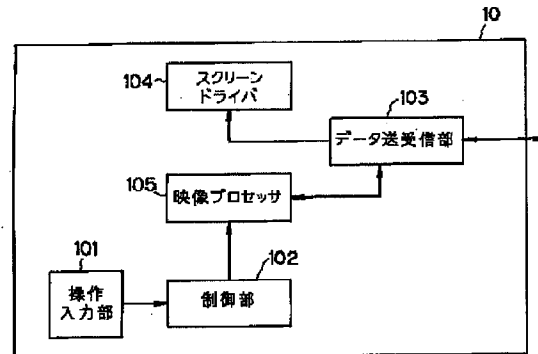 10
104
スクリーン
ドライバ
103
データ送受信部
105
映像プロセッサ
101
操作
入力部
102
制御部